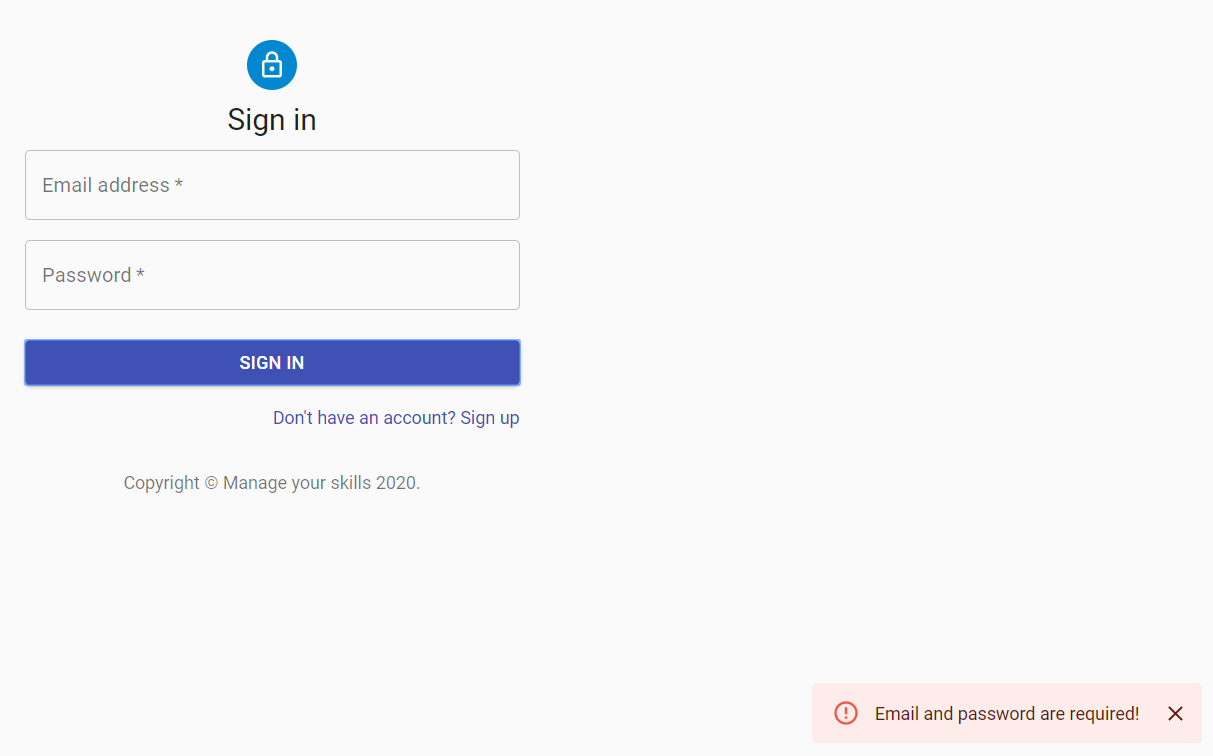 Sign in
Email address *
Password *
SIGN IN
Don't have an account? Sign up
Copyright © Manage your skills 2020.
Email and password are required!